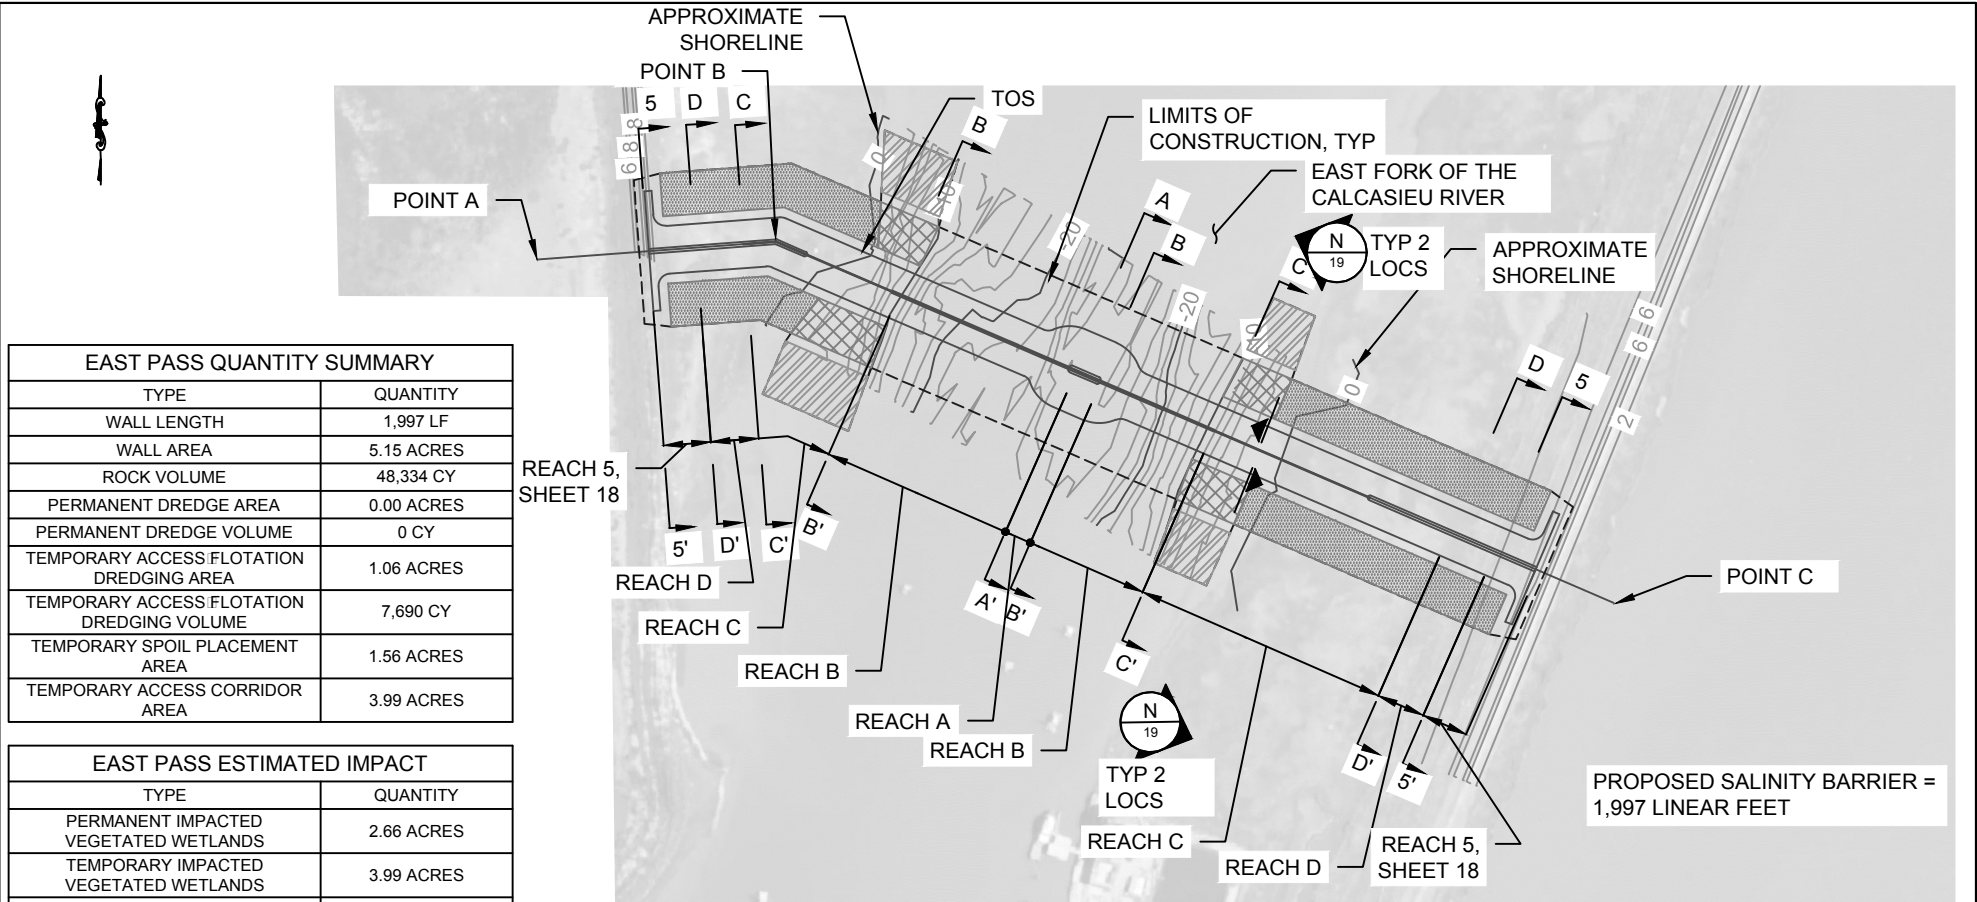 APPROXIMATE
SHORELINE
POINT B
5 D C
TOS
B
LIMITS OF
CONSTRUCTION, TYP
EAST FORK OF THE
CALCASIEU RIVER
A
B
POINT A
N
19
TYP 2
LOCS
C
APPROXIMATE
SHORELINE
8
8
6
0
-20
-20
0
6
6
2
D
5
EAST PASS QUANTITY SUMMARY
TYPE QUANTITY
WALL LENGTH 1,997 LF
WALL AREA 5.15 ACRES
ROCK VOLUME 48,334 CY
PERMANENT DREDGE AREA 0.00 ACRES
PERMANENT DREDGE VOLUME 0 CY
TEMPORARY ACCESS FLOTATION
DREDGING AREA 1.06 ACRES
TEMPORARY ACCESS FLOTATION
DREDGING VOLUME 7,690 CY
TEMPORARY SPOIL PLACEMENT
AREA 1.56 ACRES
TEMPORARY ACCESS CORRIDOR
AREA 3.99 ACRES
REACH 5,
SHEET 18
5' D' C' B'
REACH D
REACH C
REACH B
REACH A
REACH B
A' B'
C'
N
19
TYP 2
LOCS
REACH C
REACH D
D'
5'
REACH 5,
SHEET 18
POINT C
PROPOSED SALINITY BARRIER =
1,997 LINEAR FEET
EAST PASS ESTIMATED IMPACT
TYPE QUANTITY
PERMANENT IMPACTED
VEGETATED WETLANDS 2.66 ACRES
TEMPORARY IMPACTED
VEGETATED WETLANDS 3.99 ACRES